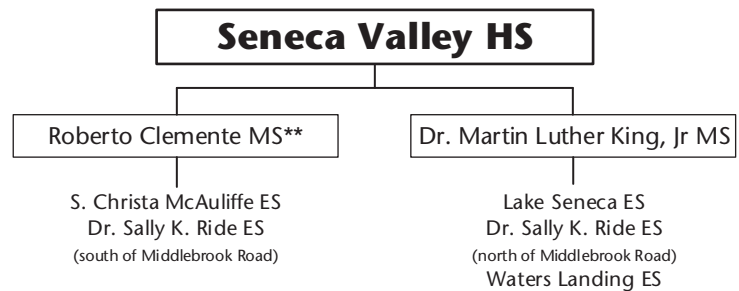 Seneca Valley HS
Roberto Clemente MS**
Dr. Martin Luther King, Jr MS
S. Christa McAuliffe ES
Dr. Sally K. Ride ES
(south of Middlebrook Road)
Lake Seneca ES
Dr. Sally K. Ride ES
(north of Middlebrook Road)
Waters Landing ES